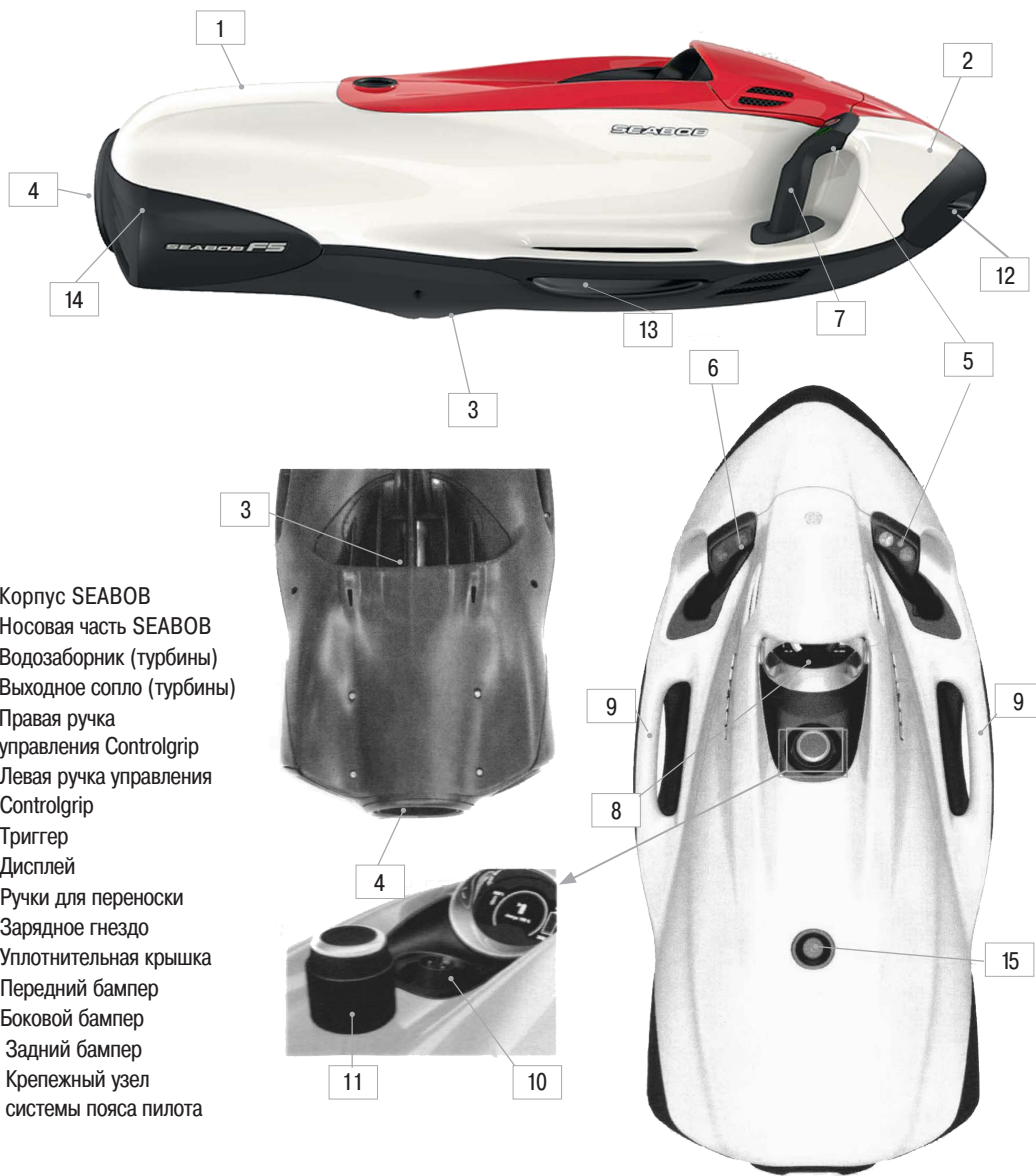 1
2
SEABOB
4
SEABOB F5
14
12
13
7
3
6
5
3
Корпус SEABOB
Носовая часть SEABOB
Водозаборник (турбины)
Выходное сопло (турбины)
Правая ручка
управления Controlgrip
Левая ручка управления
Controlgrip
Триггер
Дисплей
Ручки для переноски
Зарядное гнездо
Уплотнительная крышка
Передний бампер
Боковой бампер
Задний бампер
Крепежный узел
системы пояса пилота
9
9
8
4
15
11
10